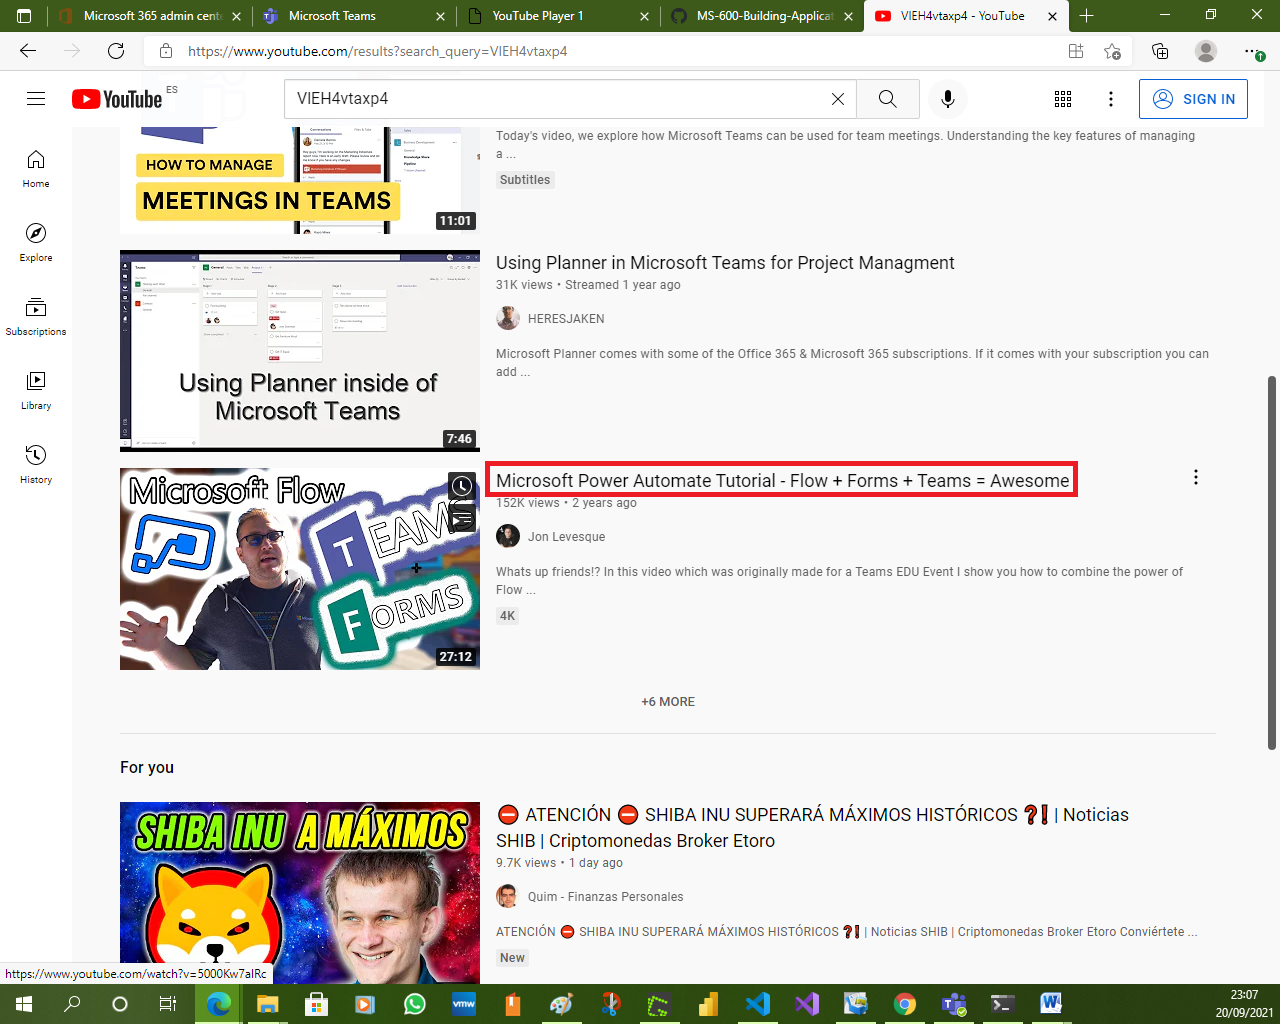 Microsoft 365 admin cente
Microsoft Teams
YouTube Player 1
MS-600-Building-Applicat
VIEH4vtaxp4 - YouTube
https://www.youtube.com/results?search_query=VIEH4vtaxp4
YouTube ES
VIEH4vtaxp4
SIGN IN
Home
Explore
Subscriptions
Library
History
HOW TO MANAGE
MEETINGS IN TEAMS
11:01
Today's video, we explore how Microsoft Teams can be used for team meetings. Understanding the key features of managing
a ...
Subtitles
Using Planner inside of
Microsoft Teams
7:46
Using Planner in Microsoft Teams for Project Managment
31K views • Streamed 1 year ago
HERESJAKEN
Microsoft Planner comes with some of the Office 365 & Microsoft 365 subscriptions. If it comes with your subscription you can
add ...
Microsoft Flow
TEAMS
FORMS
27:12
Microsoft Power Automate Tutorial - Flow + Forms + Teams = Awesome
152K views • 2 years ago
Jon Levesque
Whats up friends!? In this video which was originally made for a Teams EDU Event I show you how to combine the power of
Flow ...
4K
+6 MORE
For you
SHIBA INU A MÁXIMOS
⛔ ATENCIÓN ⛔ SHIBA INU SUPERARÁ MÁXIMOS HISTÓRICOS ❓❗ | Noticias
SHIB | Criptomonedas Broker Etoro
9.7K views • 1 day ago
Quim - Finanzas Personales
ATENCIÓN ⛔ SHIBA INU SUPERARÁ MÁXIMOS HISTÓRICOS ❓❗ | Noticias SHIB | Criptomonedas Broker Etoro Conviértete ...
New
https://www.youtube.com/watch?v=5000Kw7aIRc
vmw
23:07
20/09/2021